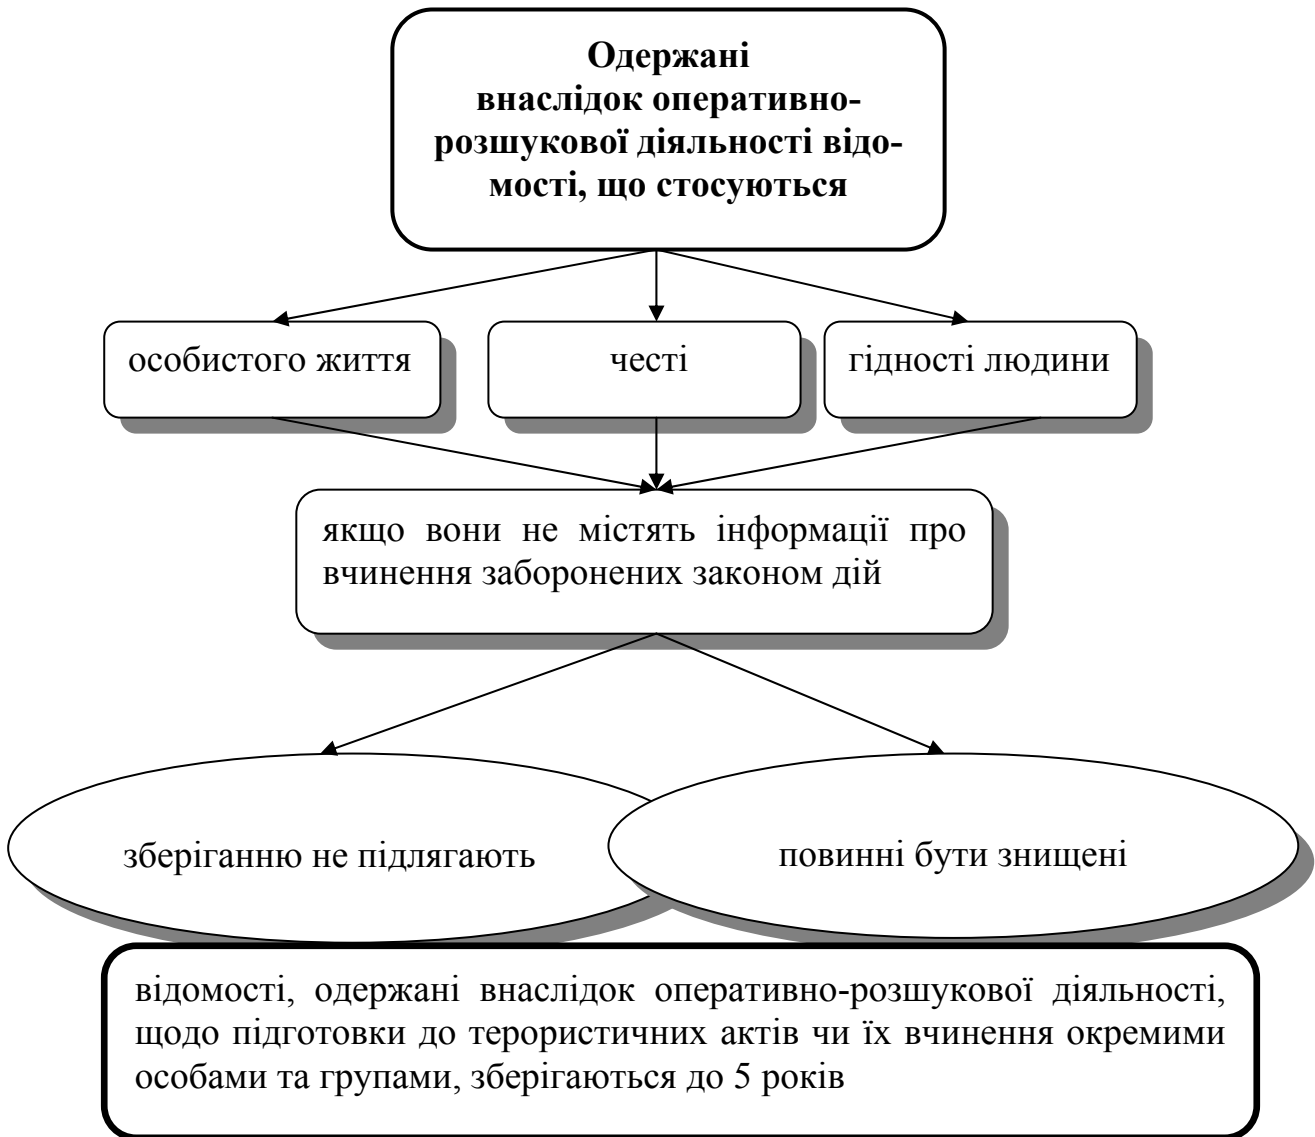 Одержані
внаслідок оперативно-
розшукової діяльності відо-
мості, що стосуються
особистого життя
честі
гідності людини
якщо вони не містять інформації про
вчинення заборонених законом дій
зберіганню не підлягають
повинні бути знищені
відомості, одержані внаслідок оперативно-розшукової діяльності,
щодо підготовки до терористичних актів чи їх вчинення окремими
особами та групами, зберігаються до 5 років